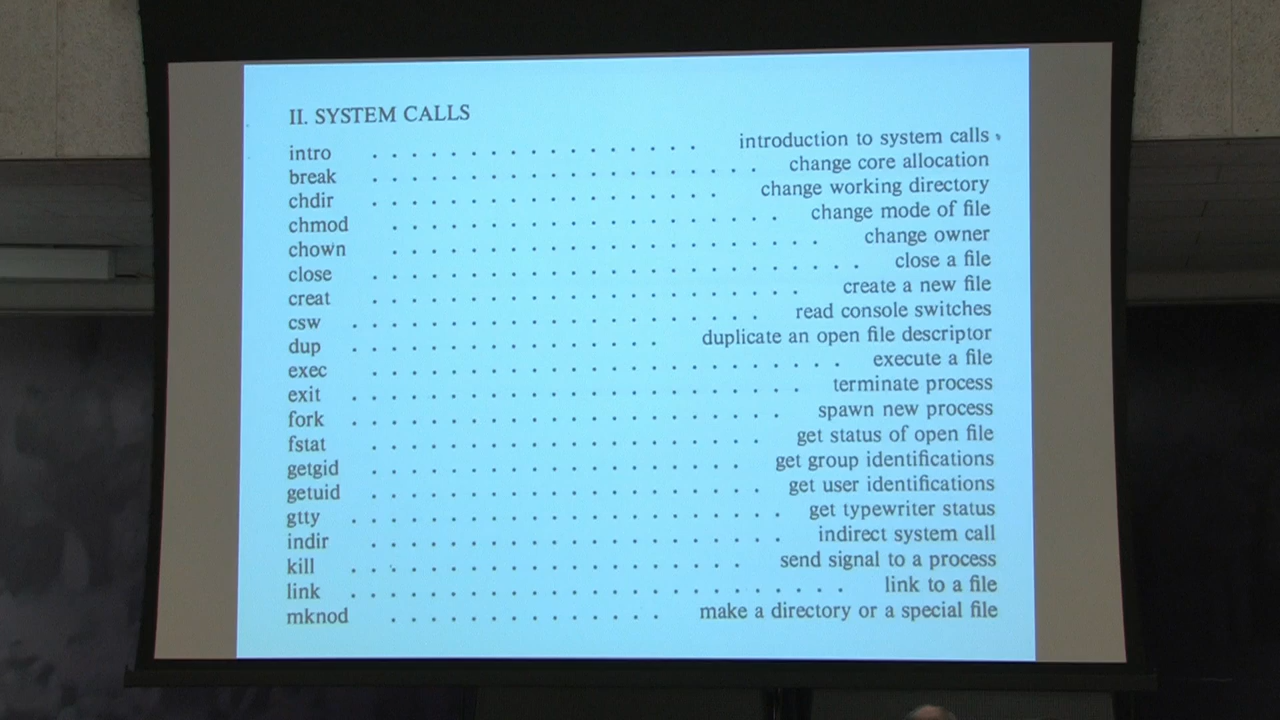 II. SYSTEM CALLS
intro . . . . . . . . . . . . . . . . . introduction to system calls
break . . . . . . . . . . . . . . . . . . . . change core allocation
chdir . . . . . . . . . . . . . . . . . . change working directory
chmod . . . . . . . . . . . . . . . . . . . . change mode of file
chown . . . . . . . . . . . . . . . . . . . . . . change owner
close . . . . . . . . . . . . . . . . . . . . . . . . . close a file
creat . . . . . . . . . . . . . . . . . . . . . . create a new file
csw . . . . . . . . . . . . . . . . . . . . . read console switches
dup . . . . . . . . . . . . . . . . duplicate an open file descriptor
exec . . . . . . . . . . . . . . . . . . . . . . . . execute a file
exit . . . . . . . . . . . . . . . . . . . . . . . terminate process
fork . . . . . . . . . . . . . . . . . . . . . . spawn new process
fstat . . . . . . . . . . . . . . . . . . . . get status of open file
getgid . . . . . . . . . . . . . . . . . . . get group identifications
getuid . . . . . . . . . . . . . . . . . . . . get user identifications
gtty . . . . . . . . . . . . . . . . . . . . . . get typewriter status
indir . . . . . . . . . . . . . . . . . . . . . indirect system call
kill . . . . . . . . . . . . . . . . . . . . send signal to a process
link . . . . . . . . . . . . . . . . . . . . . . . . . link to a file
mknod . . . . . . . . . . . . . . make a directory or a special file